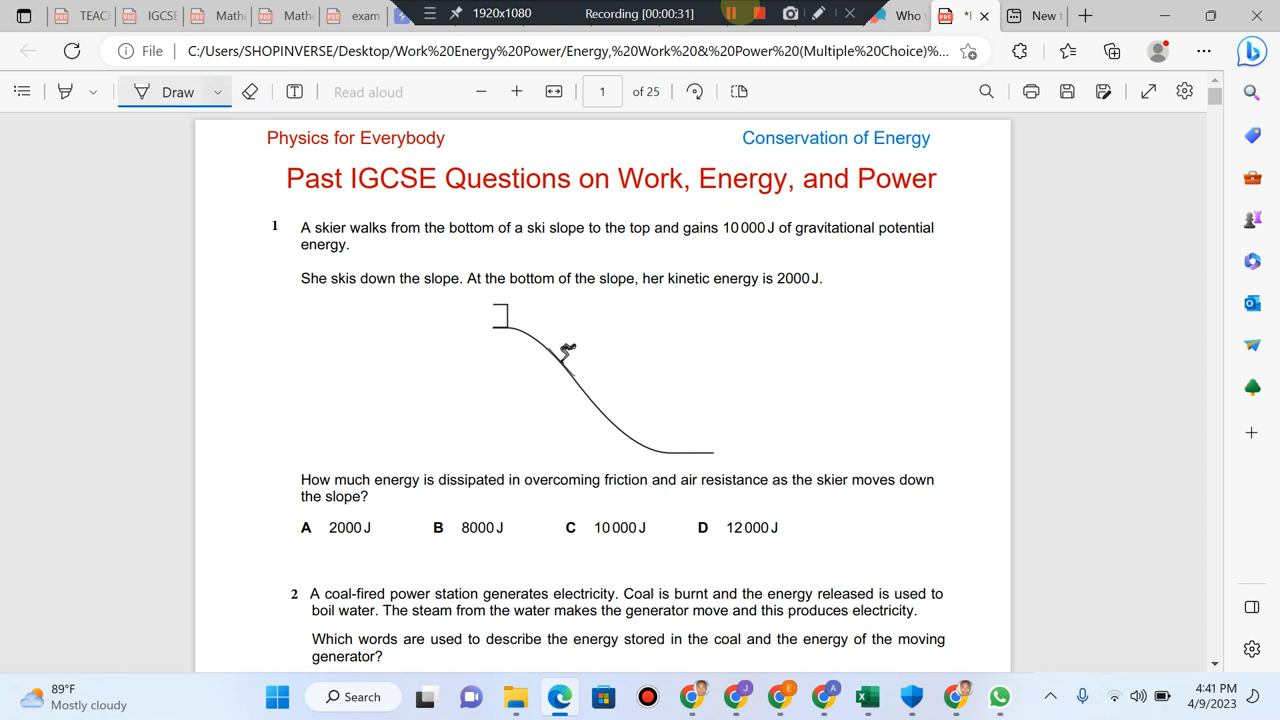 TEACH
IGCSE
Math
Mathe
exam
1920x1080
Recording [00:00:31]
Who
New t
File
C:/Users/SHOPINVERSE/Desktop/Work%20Energy%20Power/Energy,%20Work%20&%20Power%20(Multiple%20Choice)%...
Draw
Read aloud
1 of 25
Physics for Everybody
Conservation of Energy
Past IGCSE Questions on Work, Energy, and Power
1 A skier walks from the bottom of a ski slope to the top and gains 10 000 J of gravitational potential
energy.
She skis down the slope. At the bottom of the slope, her kinetic energy is 2000 J.
How much energy is dissipated in overcoming friction and air resistance as the skier moves down
the slope?
A 2000 J B 8000 J C 10 000 J D 12 000 J
2 A coal-fired power station generates electricity. Coal is burnt and the energy released is used to
boil water. The steam from the water makes the generator move and this produces electricity.
Which words are used to describe the energy stored in the coal and the energy of the moving
generator?
89°F
Mostly cloudy
Search
J
E
A
4:41 PM
4/9/2023